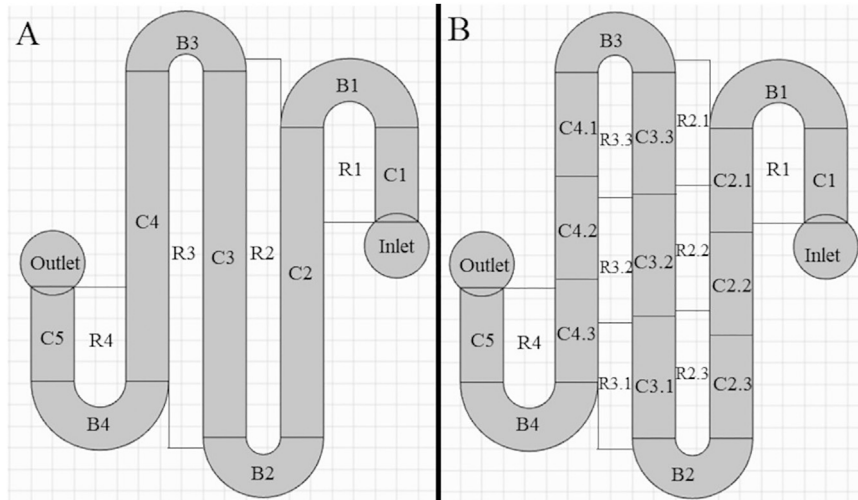 A
B3
B1
R1
C1
C4
Inlet
Outlet
R3
C3
R2
C2
C5
R4
B4
B2
B
B3
B1
R2.1
C4.1
R3.3
C3.3
R1
C2.1
C1
C4.2
R3.2
C3.2
R2.2
Inlet
Outlet
C2.2
C4.3
C5
R4
R3.1
C3.1
R2.3
C2.3
B4
B2